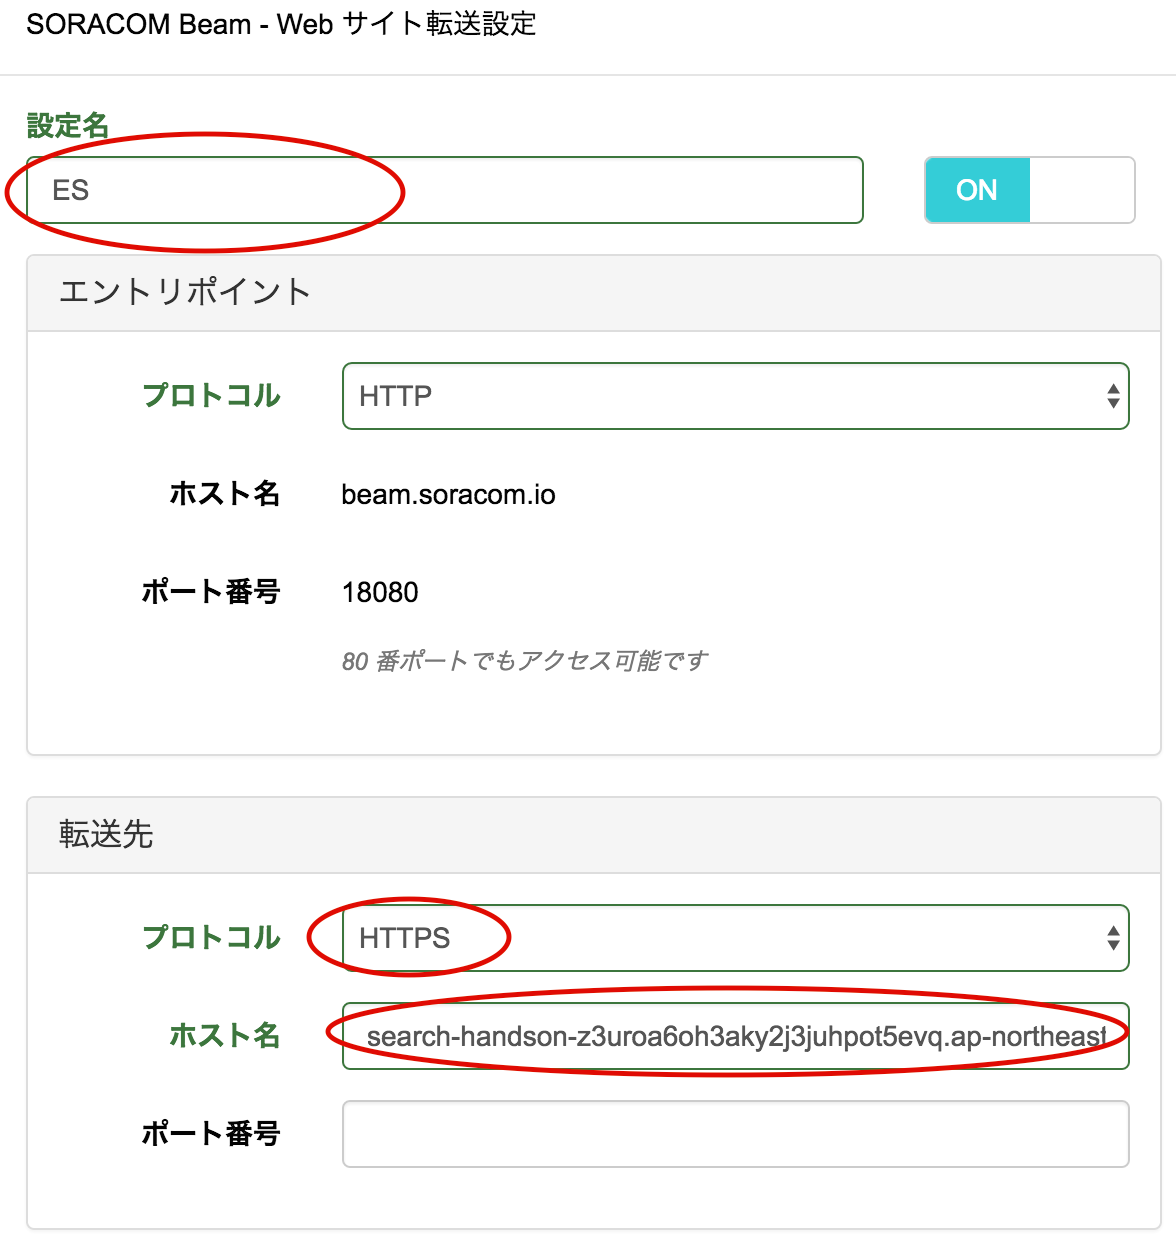 SORACOM Beam - Web サイト転送設定
設定名
ES
ON
エントリポイント
プロトコル HTTP
ホスト名 beam.soracom.io
ポート番号 18080
80 番ポートでもアクセス可能です
転送先
プロトコル HTTPS
ホスト名 search-handson-z3uroa6oh3aky2j3juhpot5evq.ap-northeast
ポート番号